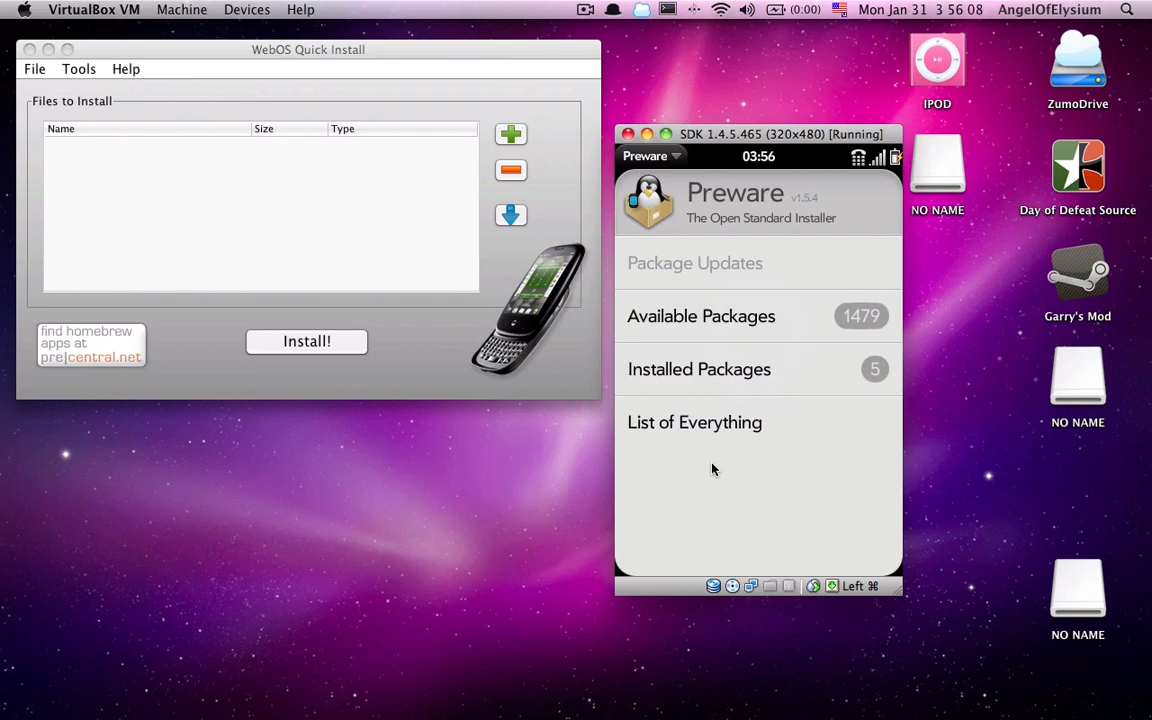 VirtualBox VM Machine Devices Help (0:00) Mon Jan 31 3 56 08 AngelOfElysium
WebOS Quick Install
File Tools Help
Files to Install
Name Size Type
find homebrew
apps at
pre|central.net
Install!
SDK 1.4.5.465 (320x480) [Running]
Preware 03:56
Preware v1.5.4
The Open Standard Installer
Package Updates
Available Packages 1479
Installed Packages 5
List of Everything
Left ⌘
IPOD
ZumoDrive
NO NAME
Day of Defeat Source
Garry's Mod
NO NAME
NO NAME